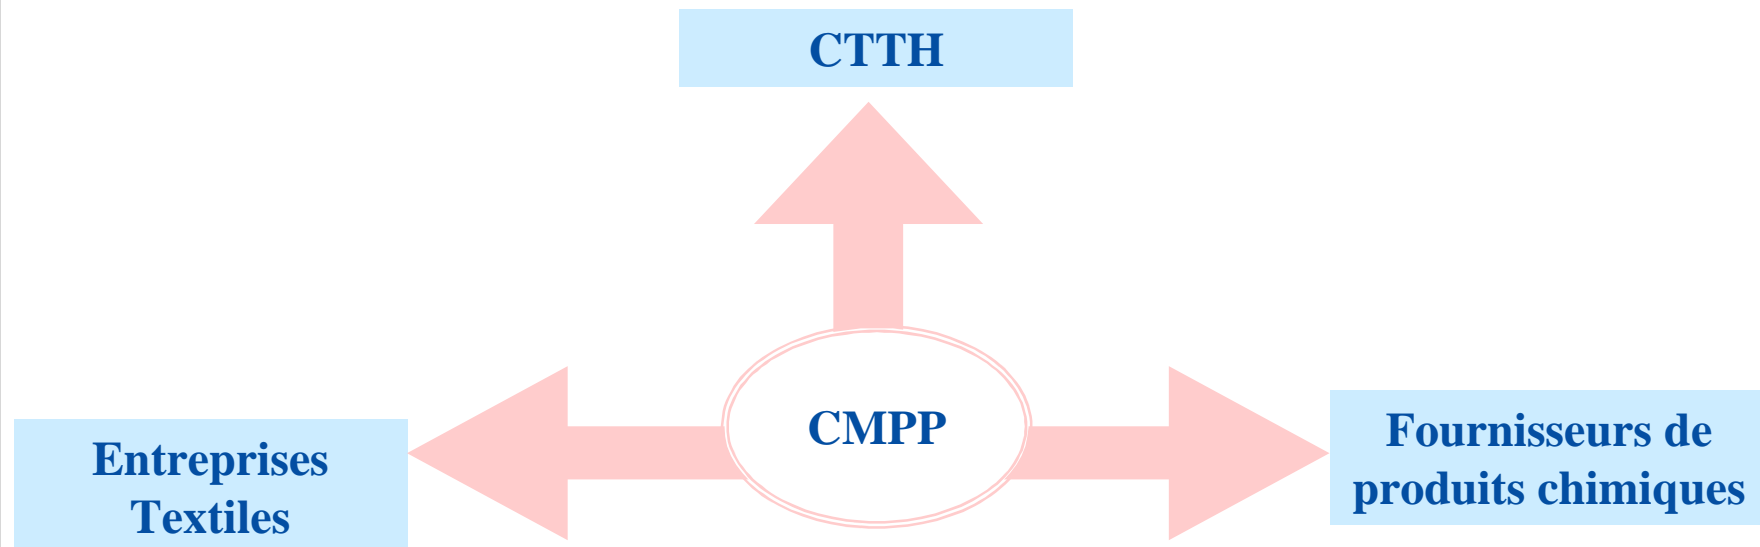 CTTH
CMPP
Entreprises
Textiles
Fournisseurs de
produits chimiques